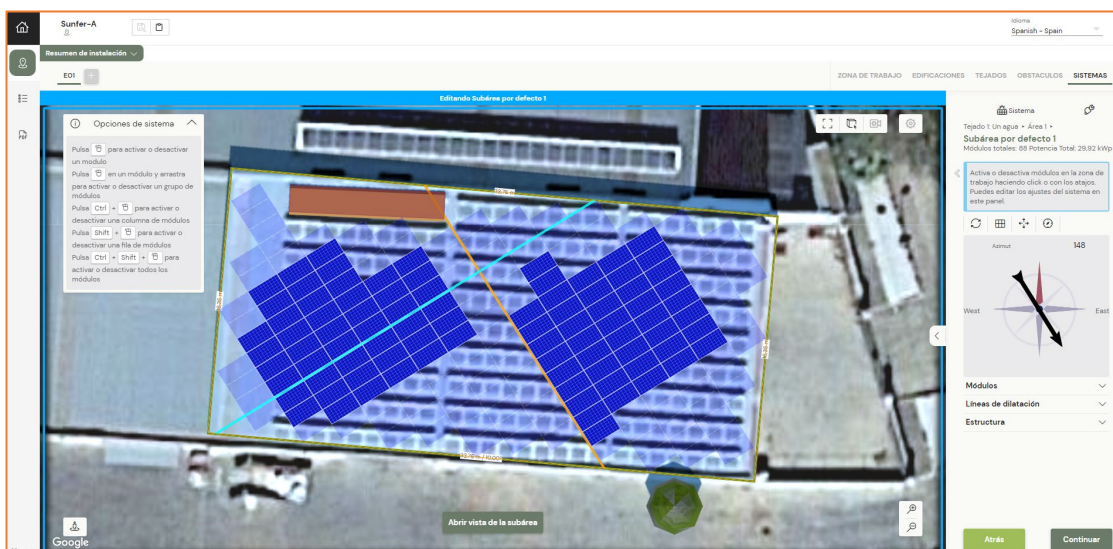 Sunfer-A
Idioma
Spanish - Spain
Resumen de instalación
E01
ZONA DE TRABAJO
EDIFICACIONES
TEJADOS
OBSTACULOS
SISTEMAS
Editando Subárea por defecto 1
Opciones de sistema
Pulsa para activar o desactivar
un modulo
Pulsa en un módulo y arrastra
para activar o desactivar un grupo de
módulos
Pulsa Ctrl + para activar o
desactivar una columna de módulos
Pulsa Shift + para activar o
desactivar una file de módulos
Pulsa Ctrl + Shift + para
activar o desactivar todos los
módulos
Sistema
Tejado 1: Un agua • Área 1 •
Subárea por defecto 1
Módulos totales: 88 Potencia Total: 29,92 kWp
Activa o desactiva módulos en la zona de
trabajo haciendo click o con los atajos.
Puedes editar los ajustes del sistema en
este panel.
Azimut
148
West
East
Módulos
Líneas de dilatación
Estructura
Abrir vista de la subárea
Google
Atrás
Continuar